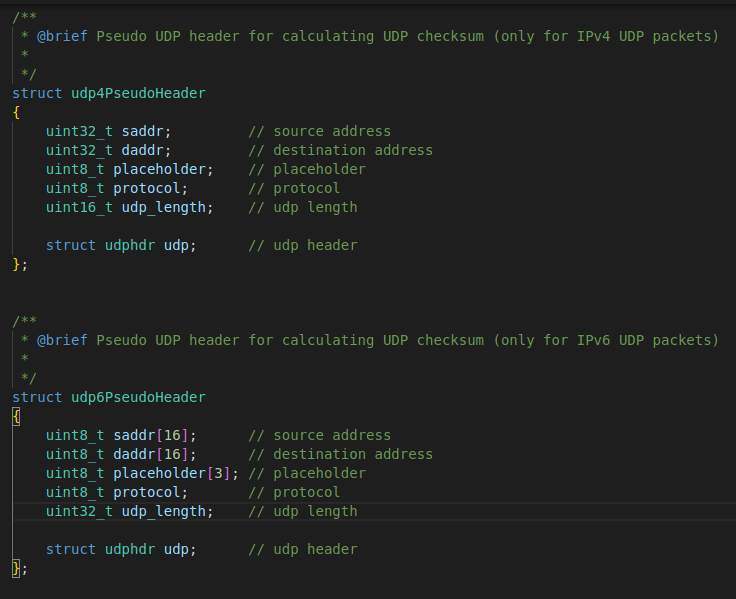 /**
 * @brief Pseudo UDP header for calculating UDP checksum (only for IPv4 UDP packets)
 *
 */
struct udp4PseudoHeader
{
    uint32_t saddr;         // source address
    uint32_t daddr;         // destination address
    uint8_t placeholder;    // placeholder
    uint8_t protocol;       // protocol
    uint16_t udp_length;    // udp length

    struct udphdr udp;      // udp header
};


/**
 * @brief Pseudo UDP header for calculating UDP checksum (only for IPv6 UDP packets)
 *
 */
struct udp6PseudoHeader
{
    uint8_t saddr[16];      // source address
    uint8_t daddr[16];      // destination address
    uint8_t placeholder[3]; // placeholder
    uint8_t protocol;       // protocol
    uint32_t udp_length;    // udp length

    struct udphdr udp;      // udp header
};